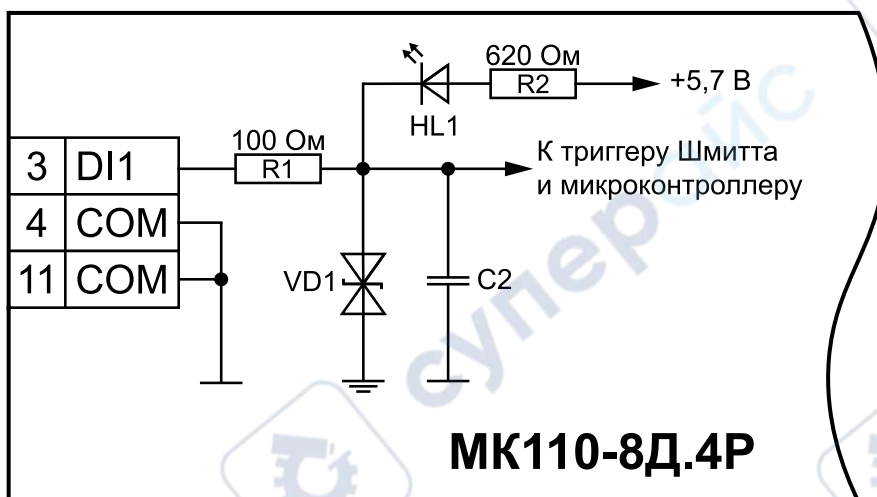 620 Ом
R2
+5,7 В
HL1
100 Ом
R1
3 DI1
4 COM
11 COM
К триггеру Шмитта
и микроконтроллеру
VD1
C2
суперайс
МК110-8Д.4Р